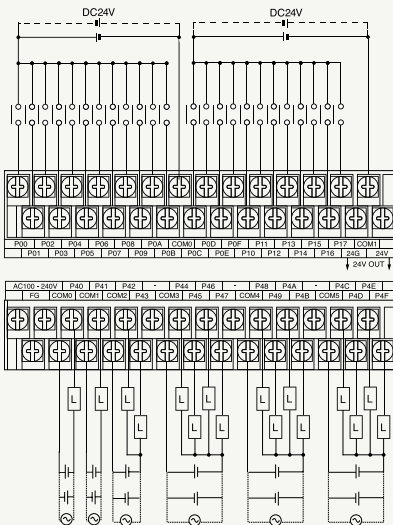 DC24V DC24V
P00 P02 P04 P06 P08 P0A COM0 P0D P0F P11 P13 P15 P17 COM1
P01 P03 P05 P07 P09 P0B P0C P0E P10 P12 P14 P16 24G 24V
24V OUT
AC100 - 240V P40 P41 P42 - P44 P46 - P48 P4A - P4C P4E
FG COM0 COM1 COM2 P43 COM3 P45 P47 COM4 P49 P4B COM5 P4D P4F
L L L L L L L L
L L L L L L L L